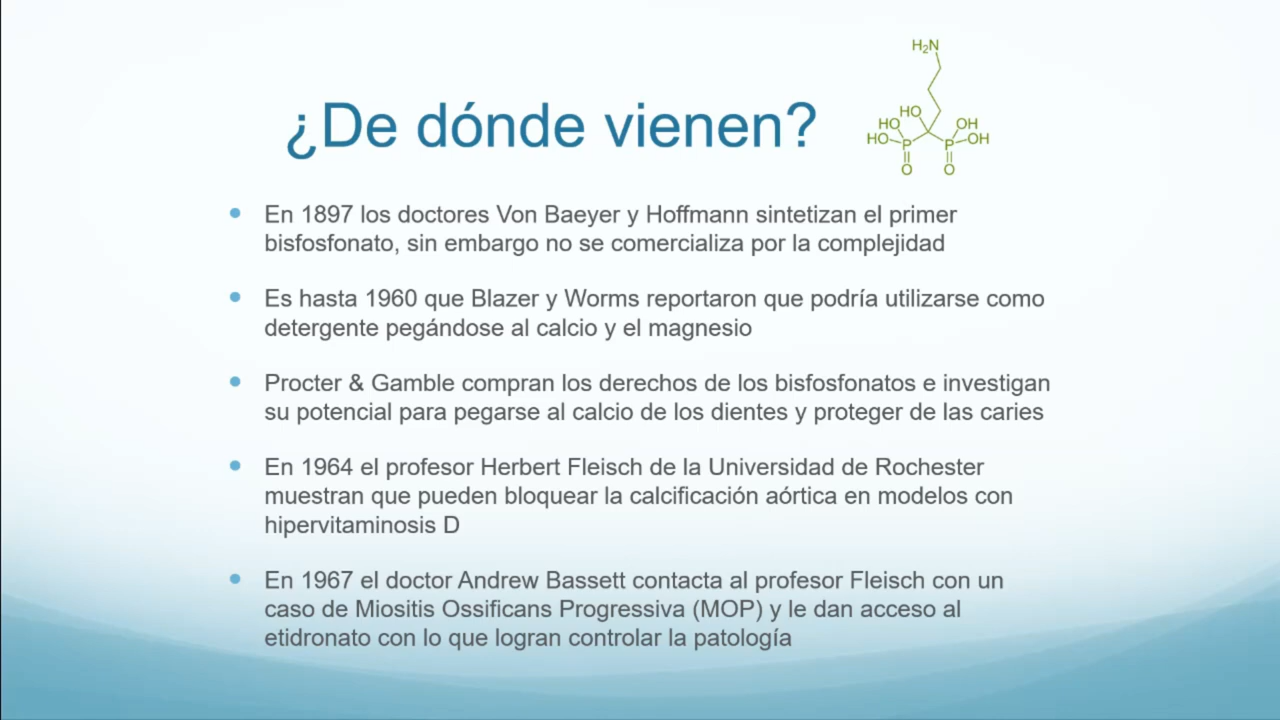 ¿De dónde vienen?
H₂N
HO
HO
OH
HO
P
P
OH
O
O
En 1897 los doctores Von Baeyer y Hoffmann sintetizan el primer
bisfosfonato, sin embargo no se comercializa por la complejidad
Es hasta 1960 que Blazer y Worms reportaron que podría utilizarse como
detergente pegándose al calcio y el magnesio
Procter & Gamble compran los derechos de los bisfosfonatos e investigan
su potencial para pegarse al calcio de los dientes y proteger de las caries
En 1964 el profesor Herbert Fleisch de la Universidad de Rochester
muestran que pueden bloquear la calcificación aórtica en modelos con
hipervitaminosis D
En 1967 el doctor Andrew Bassett contacta al profesor Fleisch con un
caso de Miositis Ossificans Progressiva (MOP) y le dan acceso al
etidronato con lo que logran controlar la patología